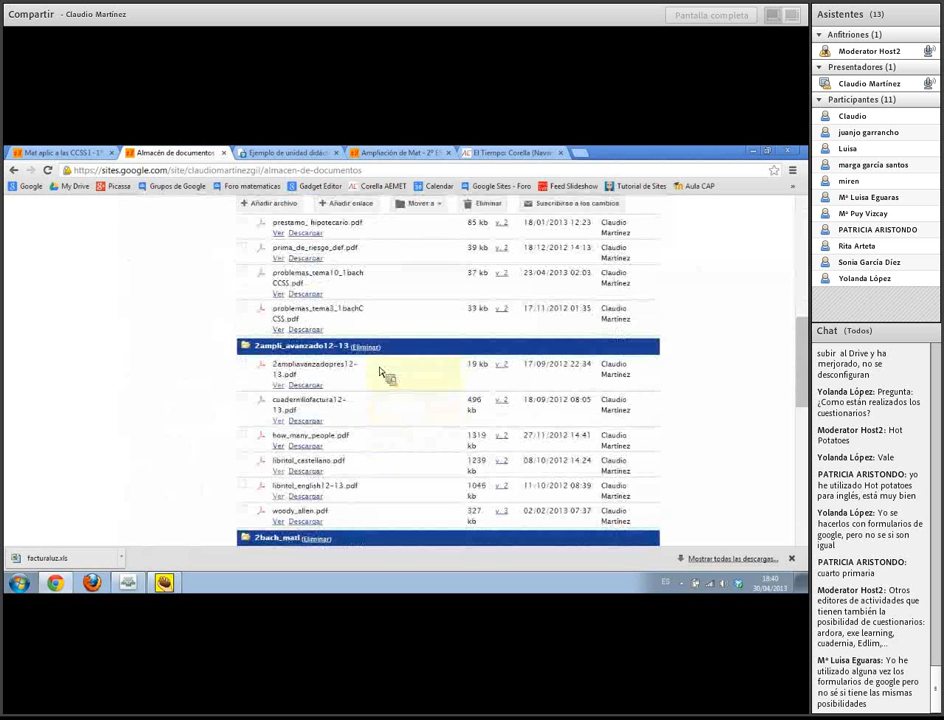 Compartir - Claudio Martínez
Pantalla completa
Mat aplic a las CCSS I - 1º
Almacén de documentos
Ejemplo de unidad didác
Ampliación de Mat - 2º E
El Tiempo: Corella (Nava
https://sites.google.com/site/claudiomartinezgil/almacen-de-documentos
Google
My Drive
Picassa
Grupos de Google
Foro matematicas
Gadget Editor
Corella AEMET
Calendar
Google Sites - Foro
Feed Slideshow
Tutorial de Sites
Aula CAP
Añadir archivo
Añadir enlace
Mover a
Eliminar
Suscribirse a los cambios
prestamo_ hipotecario.pdf 85 kb v. 2 18/01/2013 12:23 Claudio
Ver Descargar Martínez
prima_de_riesgo_def.pdf 39 kb v. 2 18/12/2012 14:13 Claudio
Ver Descargar Martínez
problemas_tema10_1bach 37 kb v. 2 23/04/2013 02:03 Claudio
CCSS.pdf Martínez
Ver Descargar
problemas_tema3_1bachC 33 kb v. 2 17/11/2012 01:35 Claudio
CSS.pdf Martínez
Ver Descargar
2ampli_avanzado12-13 (Eliminar)
2ampliavanzadopres12- 19 kb v. 2 17/09/2012 22:34 Claudio
13.pdf Martínez
Ver Descargar
cuadernillofactura12- 496 v. 2 18/09/2012 08:05 Claudio
13.pdf kb Martínez
Ver Descargar
how_many_people.pdf 1319 v. 2 27/11/2012 14:41 Claudio
Ver Descargar kb Martínez
libritol_castellano.pdf 1239 v. 2 08/10/2012 14:24 Claudio
Ver Descargar kb Martínez
libritol_english12-13.pdf 1046 v. 2 11/10/2012 08:39 Claudio
Ver Descargar kb Martínez
woody_allen.pdf 327 v. 3 02/02/2013 07:37 Claudio
Ver Descargar kb Martínez
2bach_matI (Eliminar)
facturaluz.xls
Mostrar todas las descargas...
ES
18:40
30/04/2013
Asistentes (13)
Anfitriones (1)
Moderator Host2
Presentadores (1)
Claudio Martínez
Participantes (11)
Claudio
juanjo garrancho
Luisa
marga garcía santos
miren
Mª Luisa Eguaras
Mª Puy Vizcay
PATRICIA ARISTONDO
Rita Arteta
Sonia García Díez
Yolanda López
Chat (Todos)
subir al Drive y ha
merjorado, no se
desconfiguran
Yolanda López: Pregunta:
¿Como están realizados los
cuestionarios?
Moderator Host2: Hot
Potatoes
Yolanda López: Vale
PATRICIA ARISTONDO: yo
he utilizado Hot potatoes
para inglés, está muy bien
Yolanda López: Yo se
hacerlos con formularios de
google, pero no se si son
igual
PATRICIA ARISTONDO:
cuarto primaria
Moderator Host2: Otros
editores de actividades que
tienen también la
posibilidad de cuestionarios:
ardora, exe learning,
cuadernia, Edlim,...
Mª Luisa Eguaras: Yo he
utilizado alguna vez los
formularios de google pero
no sé si tiene las mismas
posibilidades